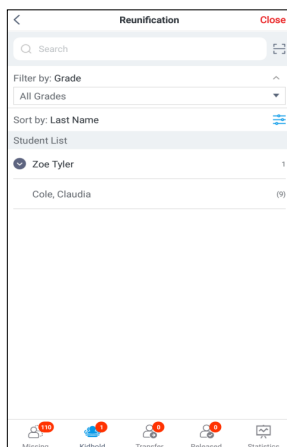 Reunification Close
Search
Filter by: Grade
All Grades
Sort by: Last Name
Student List
Zoe Tyler 1
Cole, Claudia (9)
110 1 0 0
Missing Kidhold Transfer Released Statistics